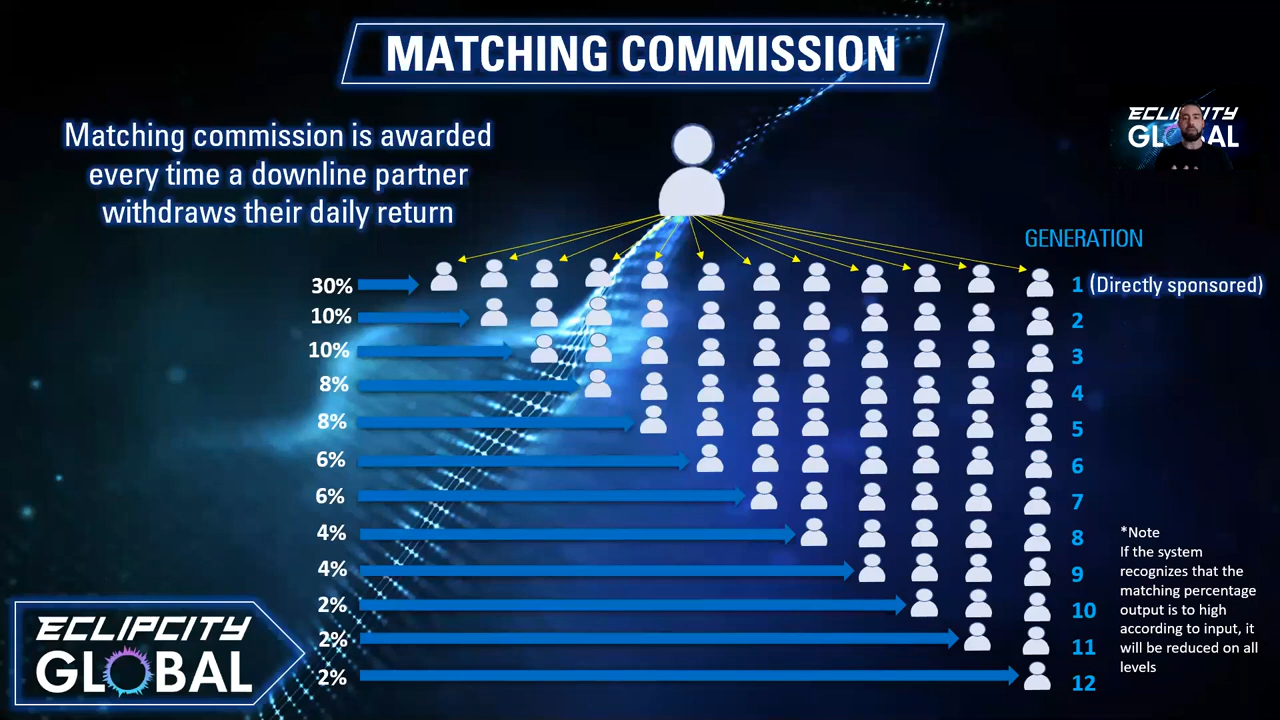 MATCHING COMMISSION
Matching commission is awarded
every time a downline partner
withdraws their daily return
ECLIPCITY
GLOBAL
GENERATION
30%
1 (Directly sponsored)
10%
2
10%
3
8%
4
8%
5
6%
6
6%
7
4%
8
4%
9
2%
10
2%
11
2%
12
*Note
If the system
recognizes that the
matching percentage
output is to high
according to input, it
will be reduced on all
levels
ECLIPCITY
GLOBAL